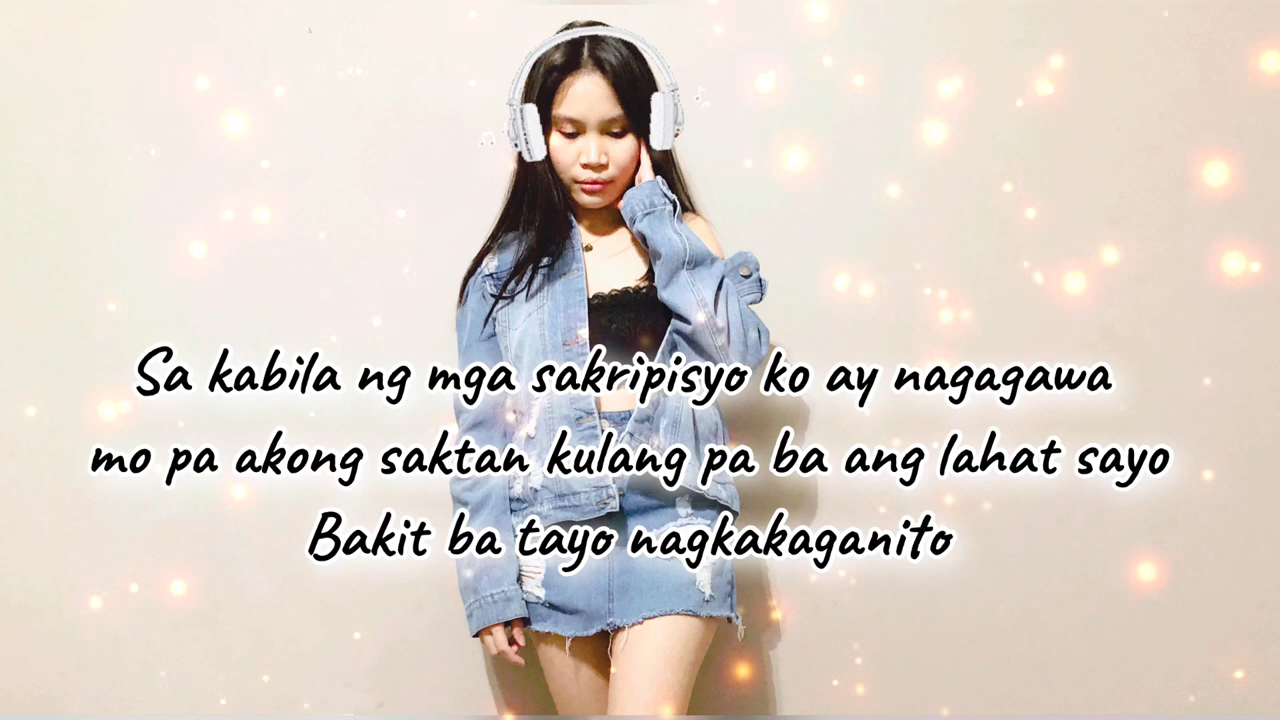 Sa kabila ng mga sakripisyo ko ay nagagawa
mo pa akong saktan kulang pa ba ang lahat sayo
Bakit ba tayo nagkakaganito